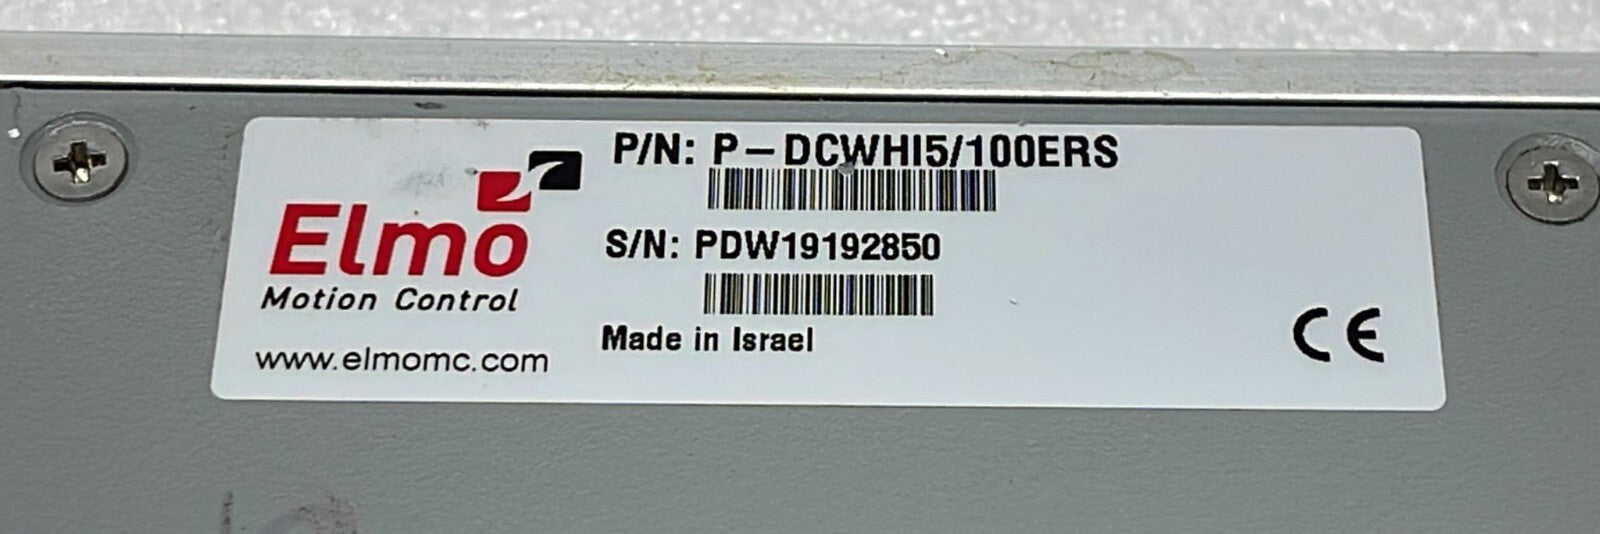 Elmo
Motion Control
www.elmomc.com
P/N: P-DCWHI5/100ERS
S/N: PDW19192850
Made in Israel
CE